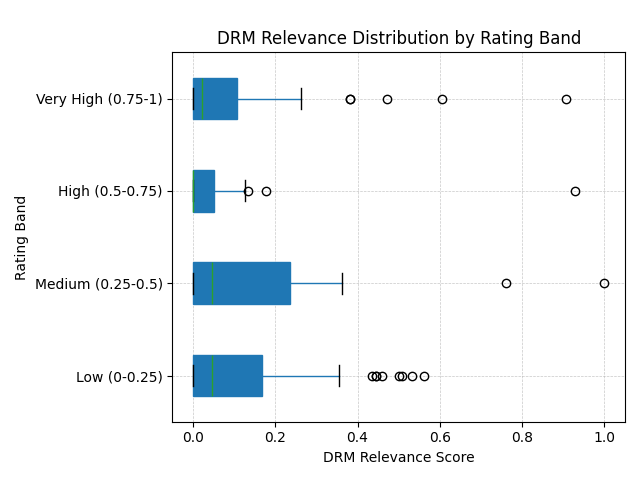 DRM Relevance Distribution by Rating Band
Rating Band
Very High (0.75-1)
High (0.5-0.75)
Medium (0.25-0.5)
Low (0-0.25)
0.0 0.2 0.4 0.6 0.8 1.0
DRM Relevance Score